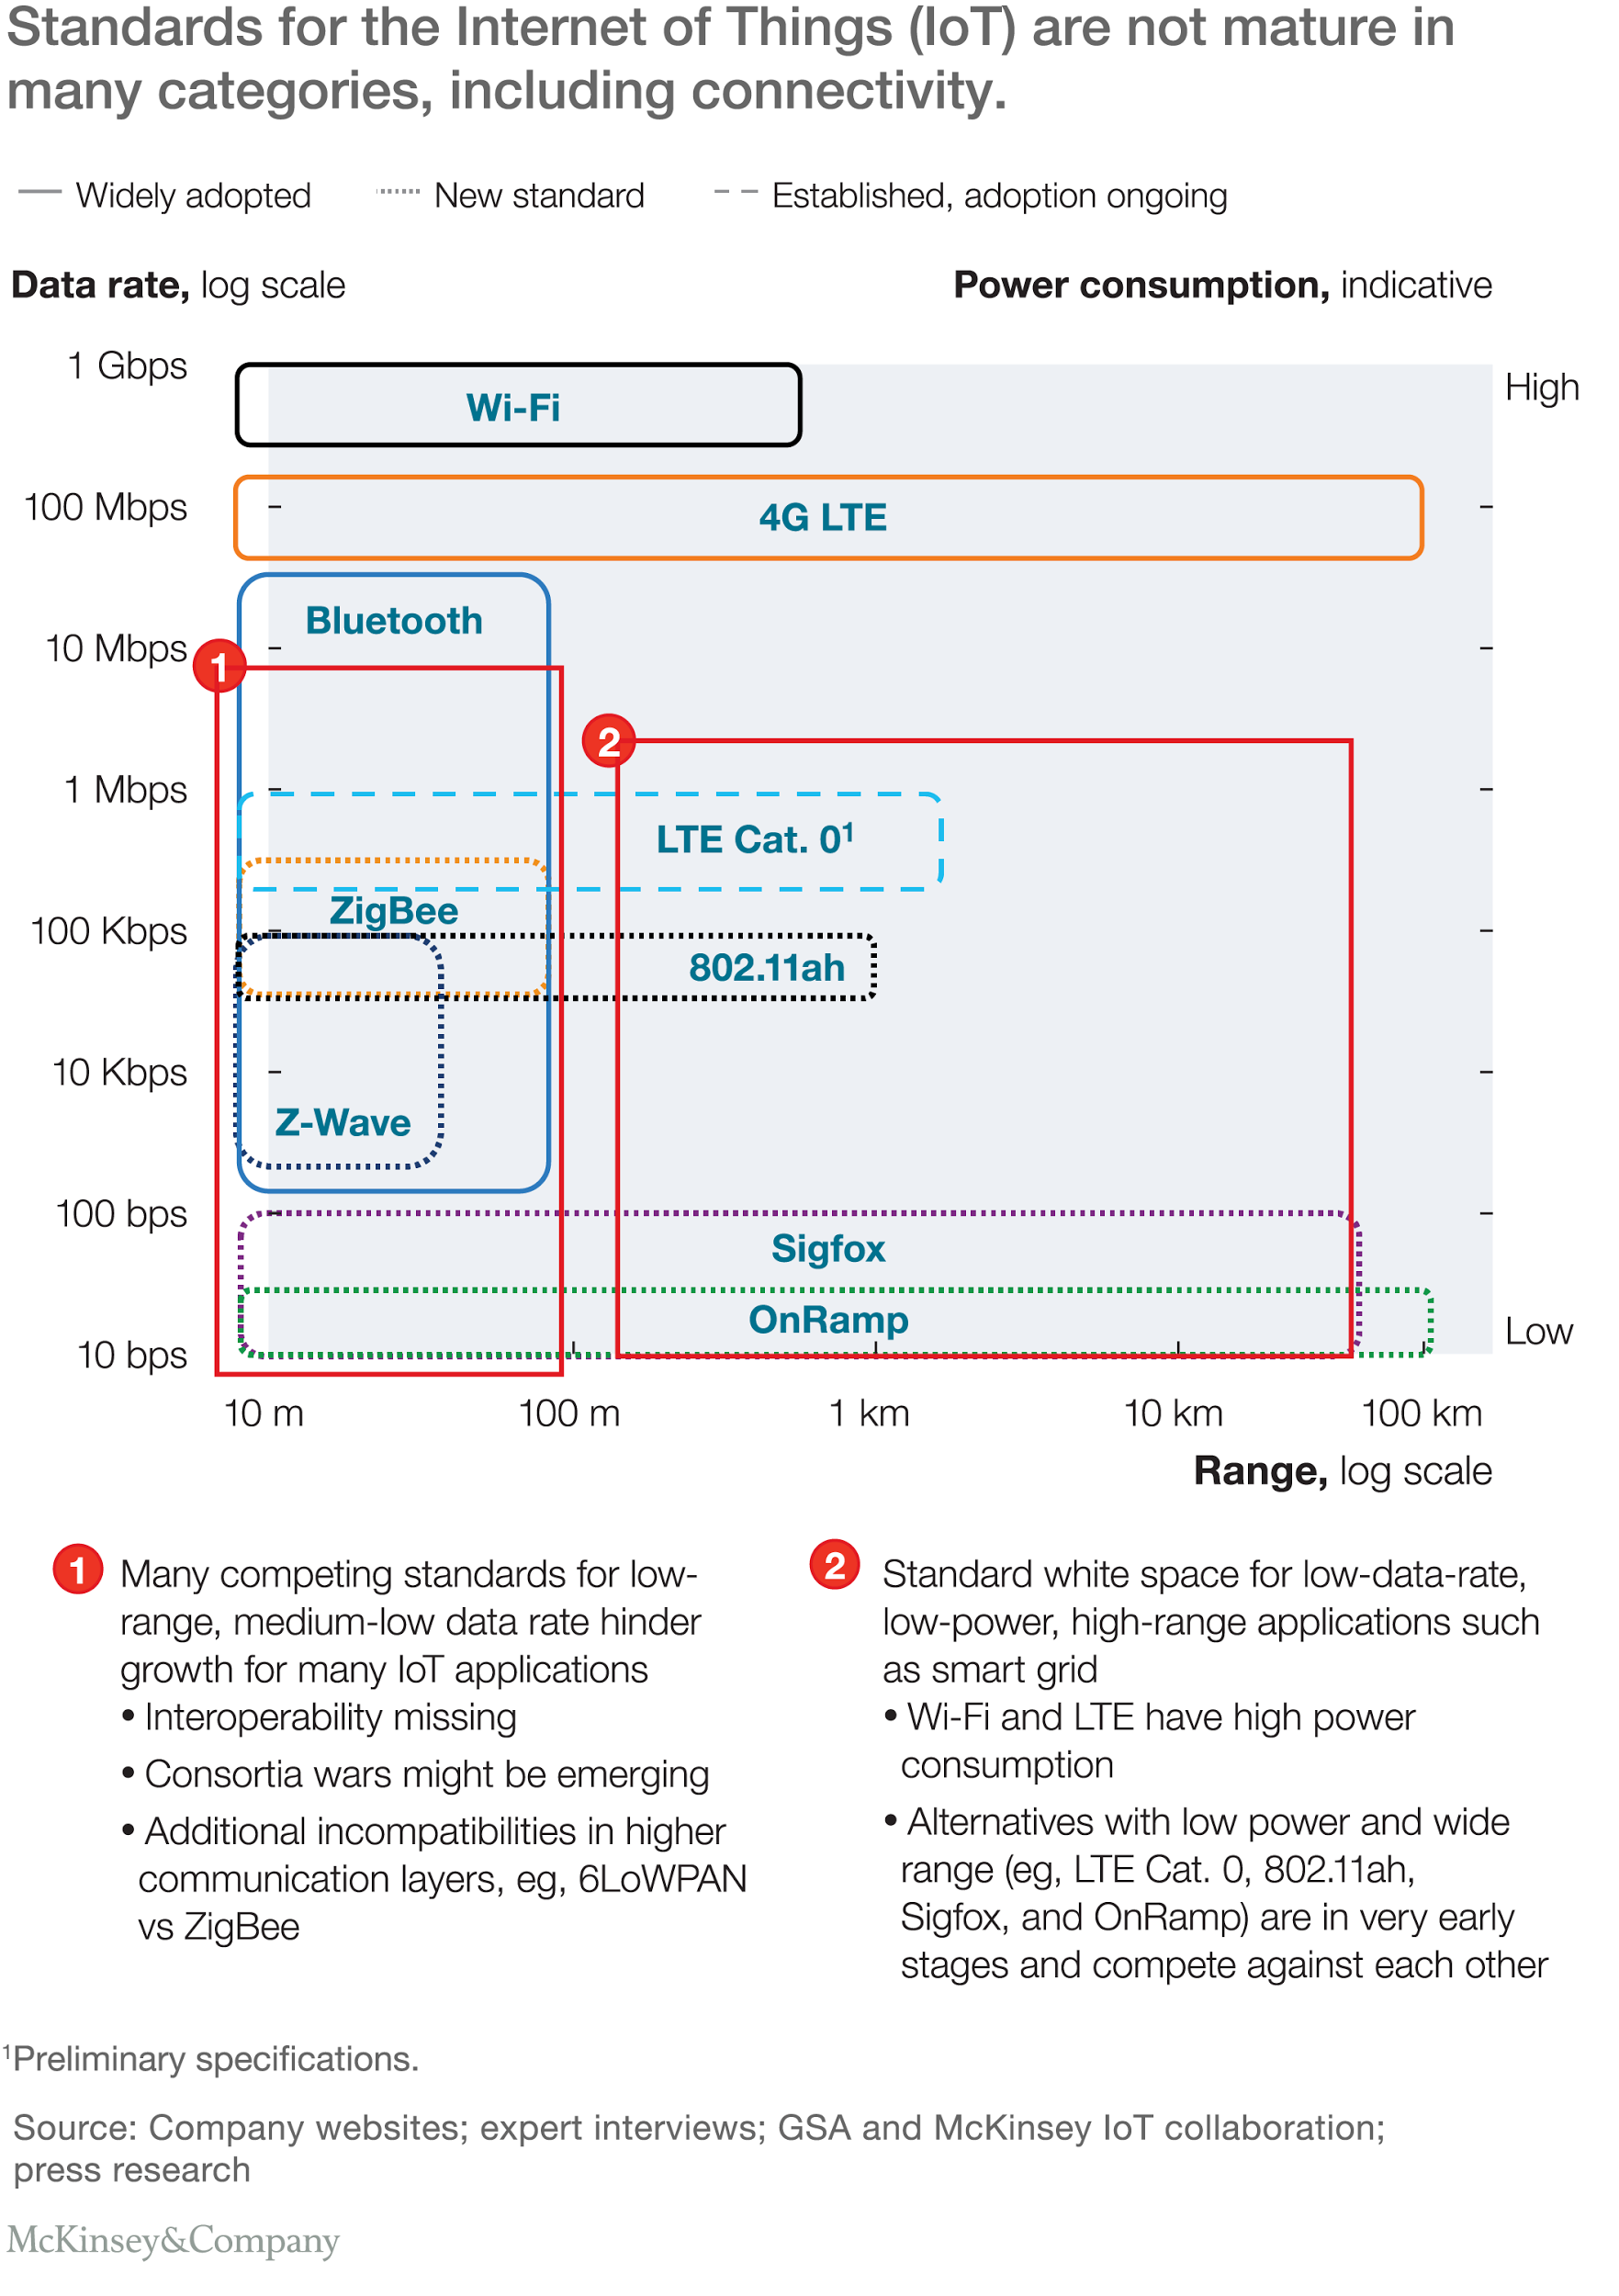 Standards for the Internet of Things (IoT) are not mature in
many categories, including connectivity.
Widely adopted
New standard
Established, adoption ongoing
Data rate, log scale
Power consumption, indicative
1 Gbps
High
Wi-Fi
100 Mbps
4G LTE
Bluetooth
10 Mbps
1
2
1 Mbps
LTE Cat. 0¹
ZigBee
100 Kbps
802.11ah
10 Kbps
Z-Wave
100 bps
Sigfox
OnRamp
Low
10 bps
10 m
100 m
1 km
10 km
100 km
Range, log scale
1
Many competing standards for low-
range, medium-low data rate hinder
growth for many IoT applications
• Interoperability missing
• Consortia wars might be emerging
• Additional incompatibilities in higher
communication layers, eg, 6LoWPAN
vs ZigBee
2
Standard white space for low-data-rate,
low-power, high-range applications such
as smart grid
• Wi-Fi and LTE have high power
consumption
• Alternatives with low power and wide
range (eg, LTE Cat. 0, 802.11ah,
Sigfox, and OnRamp) are in very early
stages and compete against each other
¹Preliminary specifications.
Source: Company websites; expert interviews; GSA and McKinsey IoT collaboration;
press research
McKinsey&Company